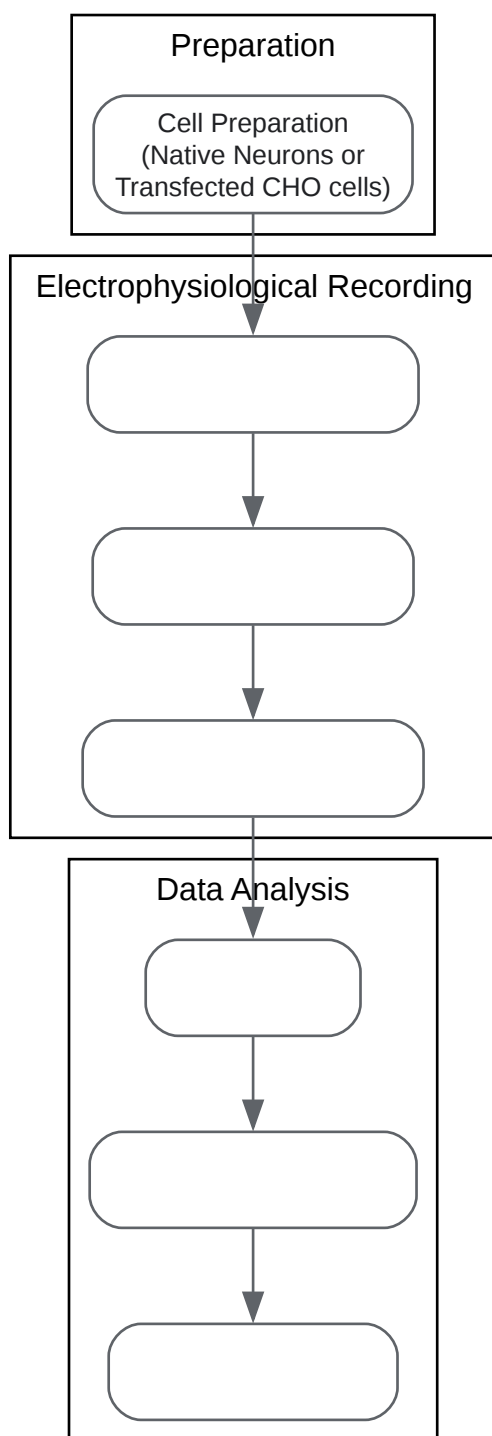 Preparation
Cell Preparation
(Native Neurons or
Transfected CHO cells)
Electrophysiological Recording
Data Analysis